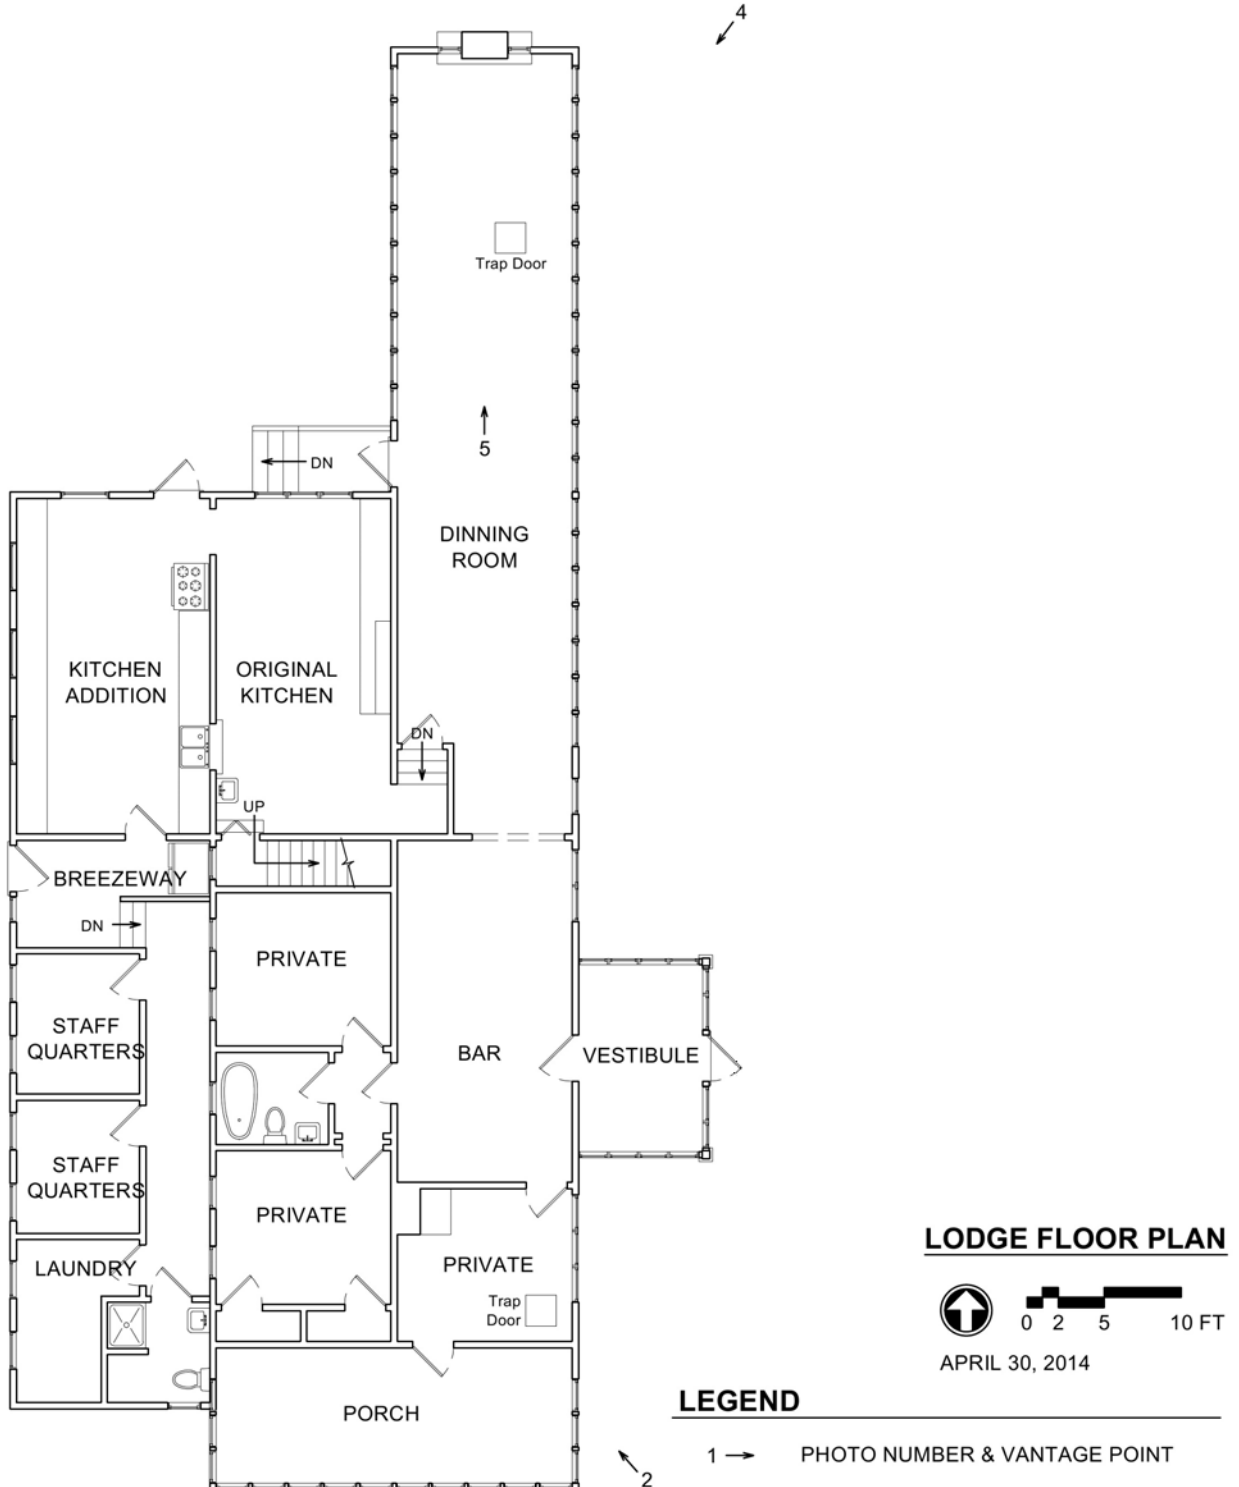 4
Trap Door
5
DN
DINNING
ROOM
KITCHEN
ADDITION
ORIGINAL
KITCHEN
DN
UP
BREEZEWAY
DN
PRIVATE
STAFF
QUARTERS
BAR
VESTIBULE
STAFF
QUARTERS
PRIVATE
LAUNDRY
PRIVATE
Trap
Door
PORCH
2
LODGE FLOOR PLAN
0 2 5 10 FT
APRIL 30, 2014
LEGEND
1 → PHOTO NUMBER & VANTAGE POINT